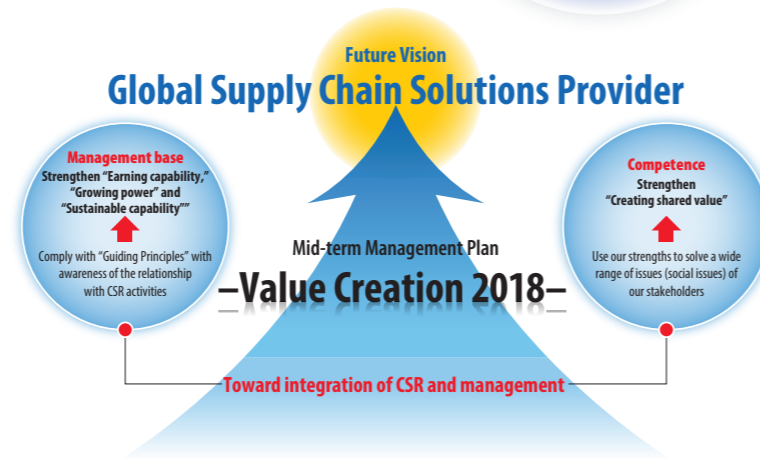 Future Vision
Global Supply Chain Solutions Provider
Management base
Strengthen “Earning capability,”
“Growing power” and
“Sustainable capability””
Comply with “Guiding Principles” with
awareness of the relationship
with CSR activities
Competence
Strengthen
“Creating shared value”
Use our strengths to solve a wide
range of issues (social issues) of
our stakeholders
Mid-term Management Plan
–Value Creation 2018–
Toward integration of CSR and management